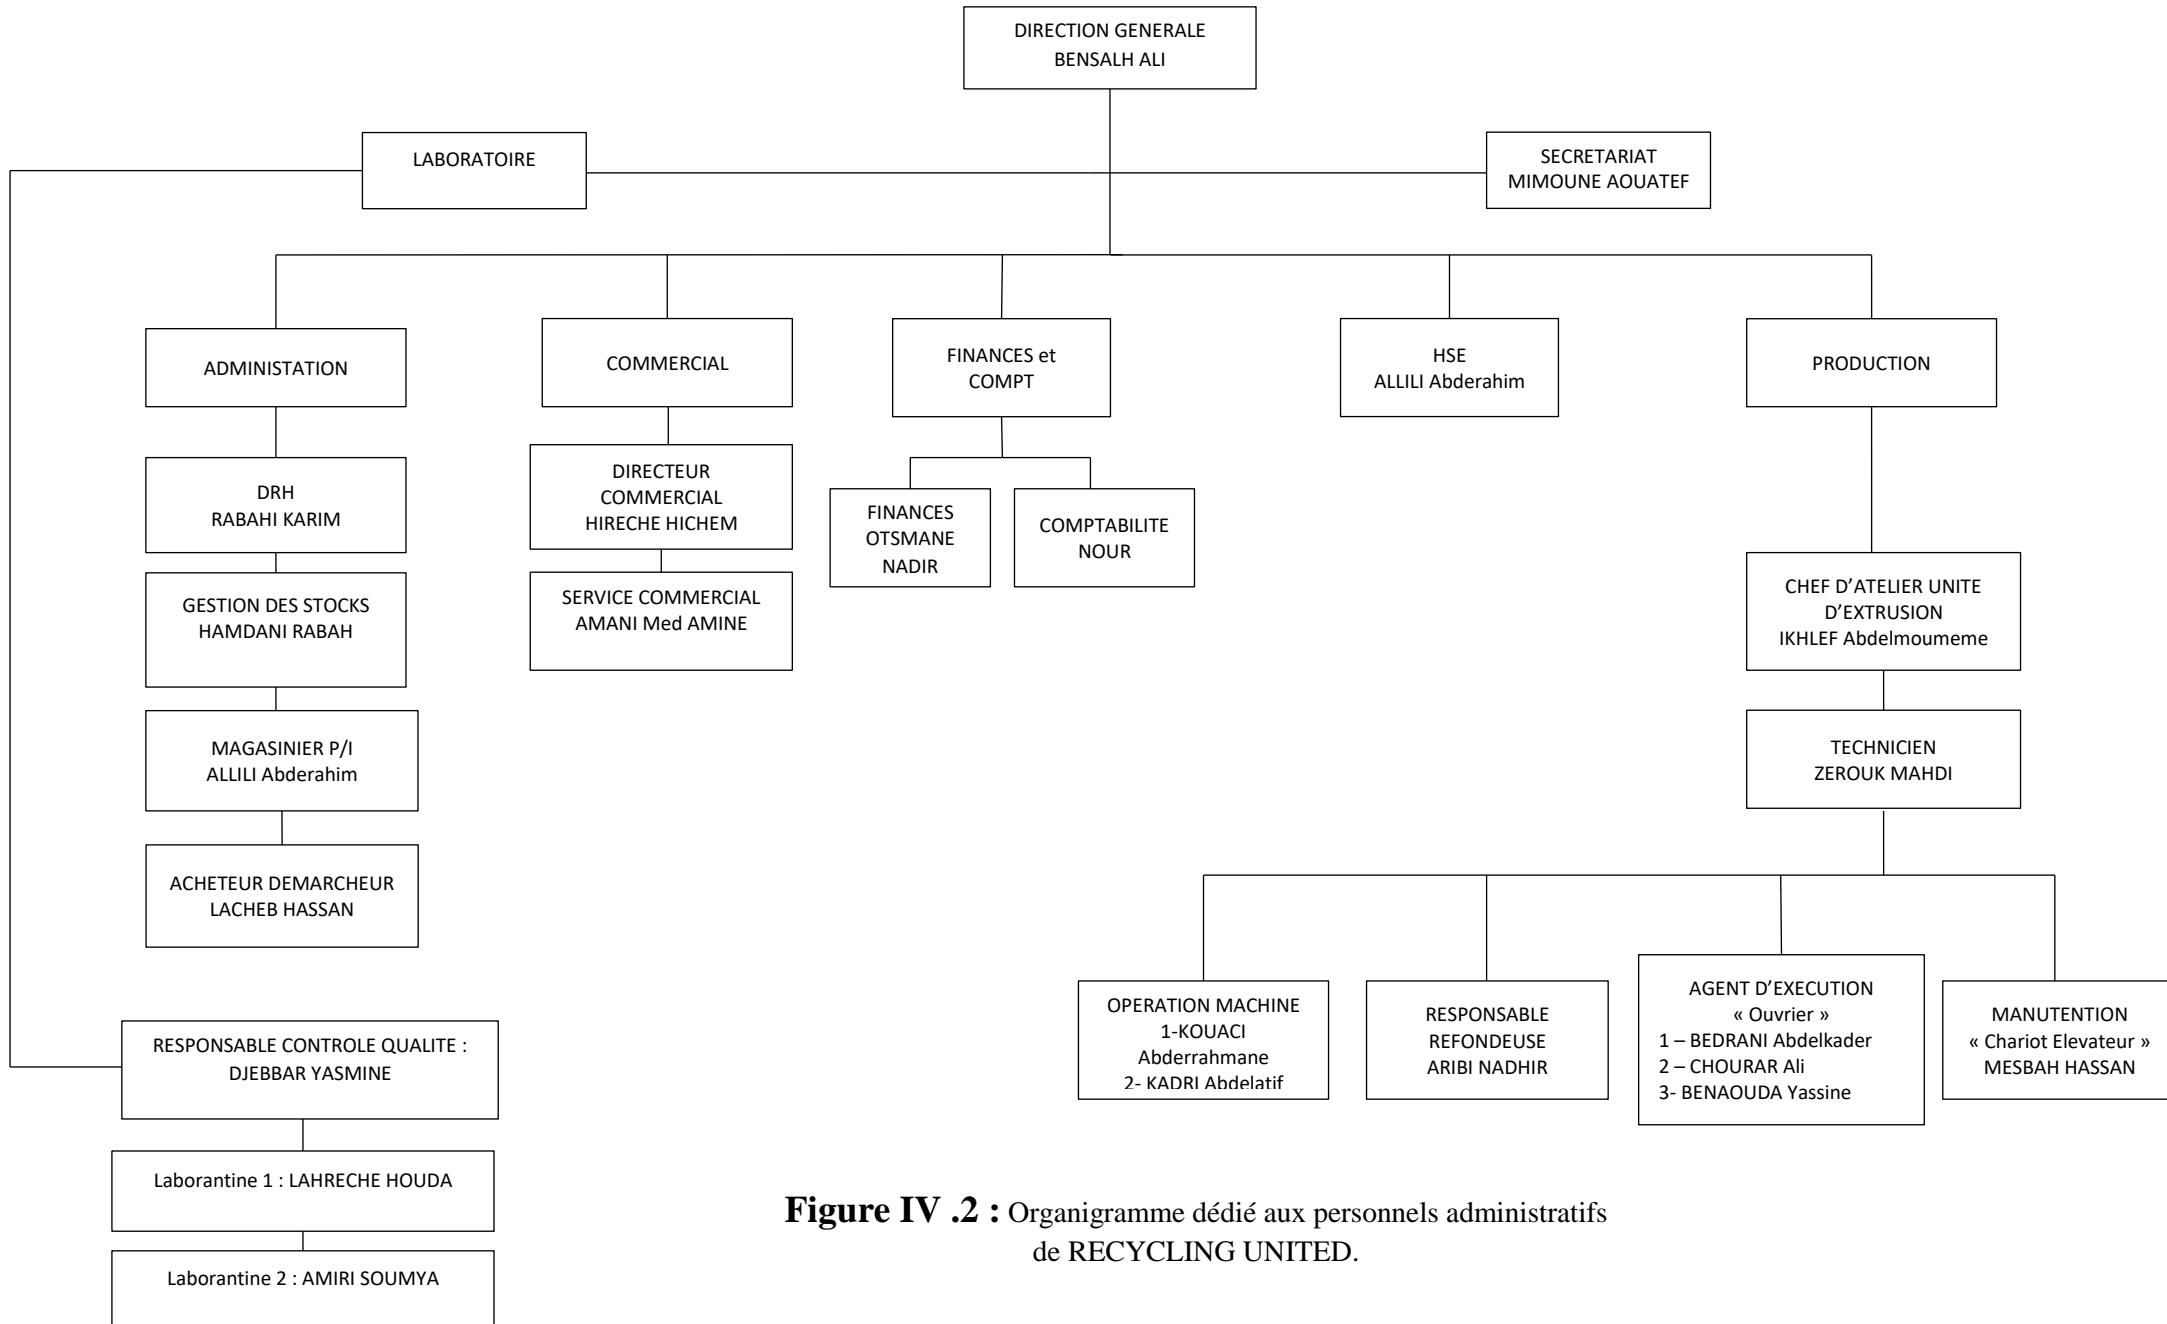 DIRECTION GENERALE
BENSALH ALI
LABORATOIRE
SECRETARIAT
MIMOUNE AOUATEF
ADMINISTATION
COMMERCIAL
FINANCES et
COMPT
HSE
ALLILI Abderahim
PRODUCTION
DRH
RABAHI KARIM
DIRECTEUR
COMMERCIAL
HIRECHE HICHEM
FINANCES
OTSMANE
NADIR
COMPTABILITE
NOUR
GESTION DES STOCKS
HAMDANI RABAH
SERVICE COMMERCIAL
AMANI Med AMINE
CHEF D’ATELIER UNITE
D’EXTRUSION
IKHLEF Abdelmoumeme
MAGASINIER P/I
ALLILI Abderahim
TECHNICIEN
ZEROUK MAHDI
ACHETEUR DEMARCHEUR
LACHEB HASSAN
OPERATION MACHINE
1-KOUACI
Abderrahmane
2- KADRI Abdelatif
RESPONSABLE
REFONDEUSE
ARIBI NADHIR
AGENT D’EXECUTION
« Ouvrier »
1 – BEDRANI Abdelkader
2 – CHOURAR Ali
3- BENAOUDA Yassine
MANUTENTION
« Chariot Elevateur »
MESBAH HASSAN
RESPONSABLE CONTROLE QUALITE :
DJEBBAR YASMINE
Laborantine 1 : LAHRECHE HOUDA
Laborantine 2 : AMIRI SOUMYA
Figure IV .2 : Organigramme dédié aux personnels administratifs
de RECYCLING UNITED.